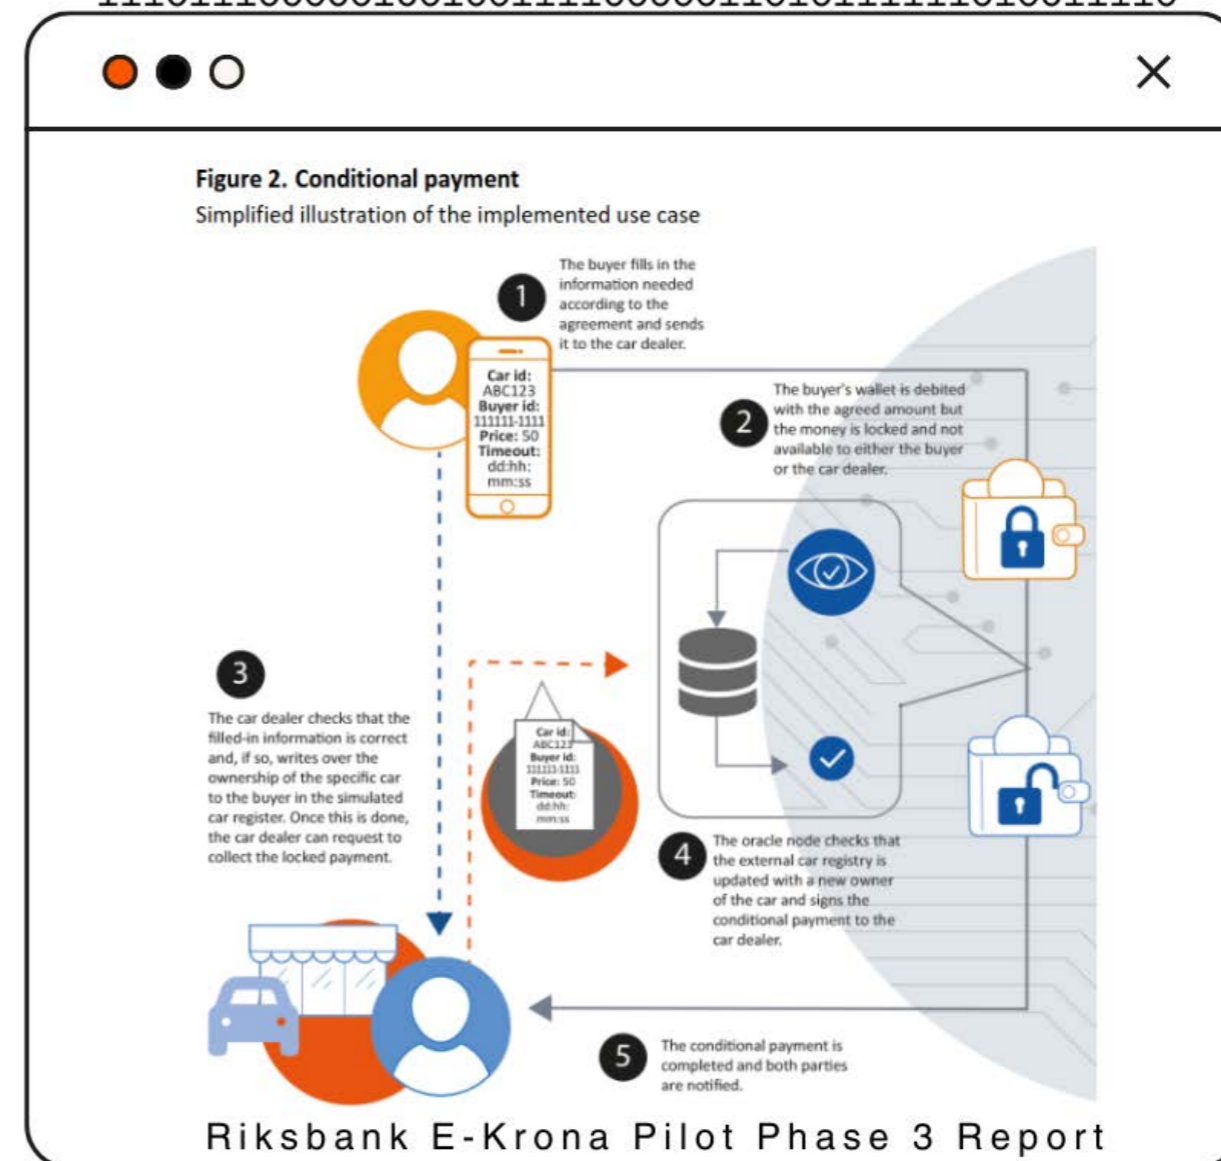 Figure 2. Conditional payment
Simplified illustration of the implemented use case
1
The buyer fills in the
information needed
according to the
agreement and sends
it to the car dealer.
Car id:
ABC123
Buyer id:
111111-1111
Price: 50
Timeout:
dd:hh:
mm:ss
2
The buyer's wallet is debited
with the agreed amount but
the money is locked and not
available to either the buyer
or the car dealer.
3
The car dealer checks that the
filled-in information is correct
and, if so, writes over the
ownership of the specific car
to the buyer in the simulated
car register. Once this is done,
the car dealer can request to
collect the locked payment.
Car id:
ABC123
Buyer id:
111111-1111
Price: 50
Timeout:
dd:hh:
mm:ss
4
The oracle node checks that
the external car registry is
updated with a new owner
of the car and signs the
conditional payment to the
car dealer.
5
The conditional payment is
completed and both parties
are notified.
Riksbank E-Krona Pilot Phase 3 Report